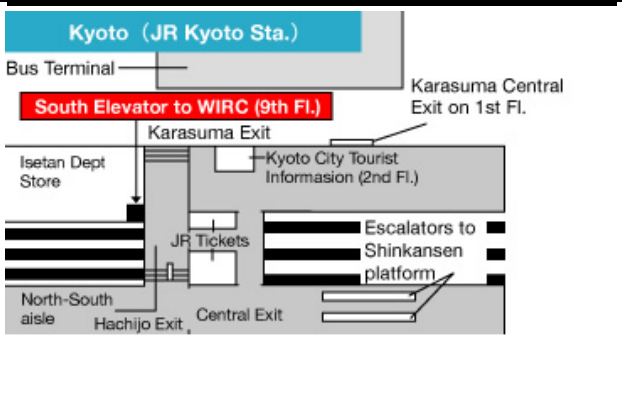 Kyoto (JR Kyoto Sta.)
Bus Terminal
Karasuma Central
Exit on 1st Fl.
South Elevator to WIRC (9th Fl.)
Karasuma Exit
Isetan Dept
Store
Kyoto City Tourist
Informasion (2nd Fl.)
JR Tickets
Escalators to
Shinkansen
platform
North-South
aisle
Hachijo Exit
Central Exit